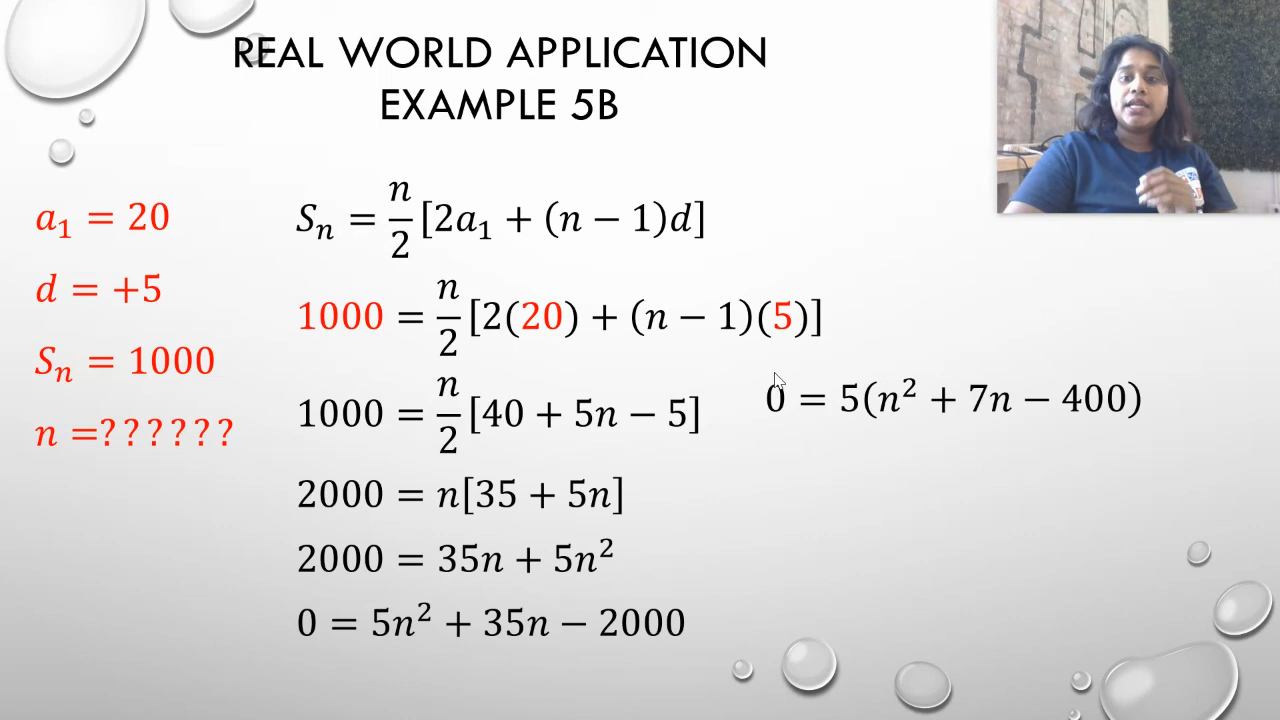 REAL WORLD APPLICATION
EXAMPLE 5B
a₁ = 20
d = +5
Sₙ = 1000
n =??????
Sₙ = n/2[2a₁ + (n − 1)d]
1000 = n/2[2(20) + (n − 1)(5)]
1000 = n/2[40 + 5n − 5]
2000 = n[35 + 5n]
2000 = 35n + 5n²
0 = 5n² + 35n − 2000
0 = 5(n² + 7n − 400)